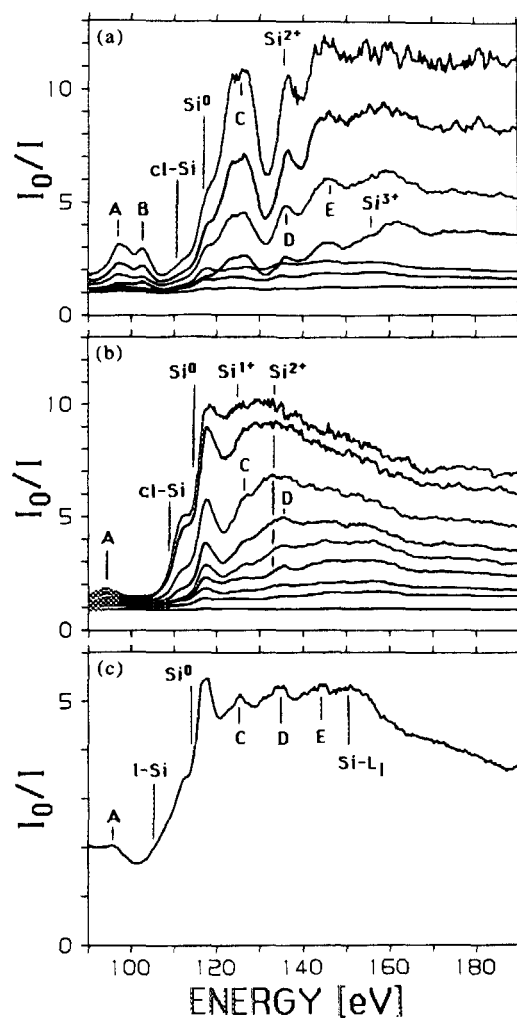 (a)
Si²⁺
Si⁰
C
cl-Si
A B
E
Si³⁺
D
10
5
0
I₀/I
(b)
Si⁰ Si¹⁺ Si²⁺
cl-Si
C
D
A
10
5
0
I₀/I
(c)
Si⁰
l-Si
A
C D E
Si-L₁
5
0
I₀/I
100 120 140 160 180
ENERGY [eV]